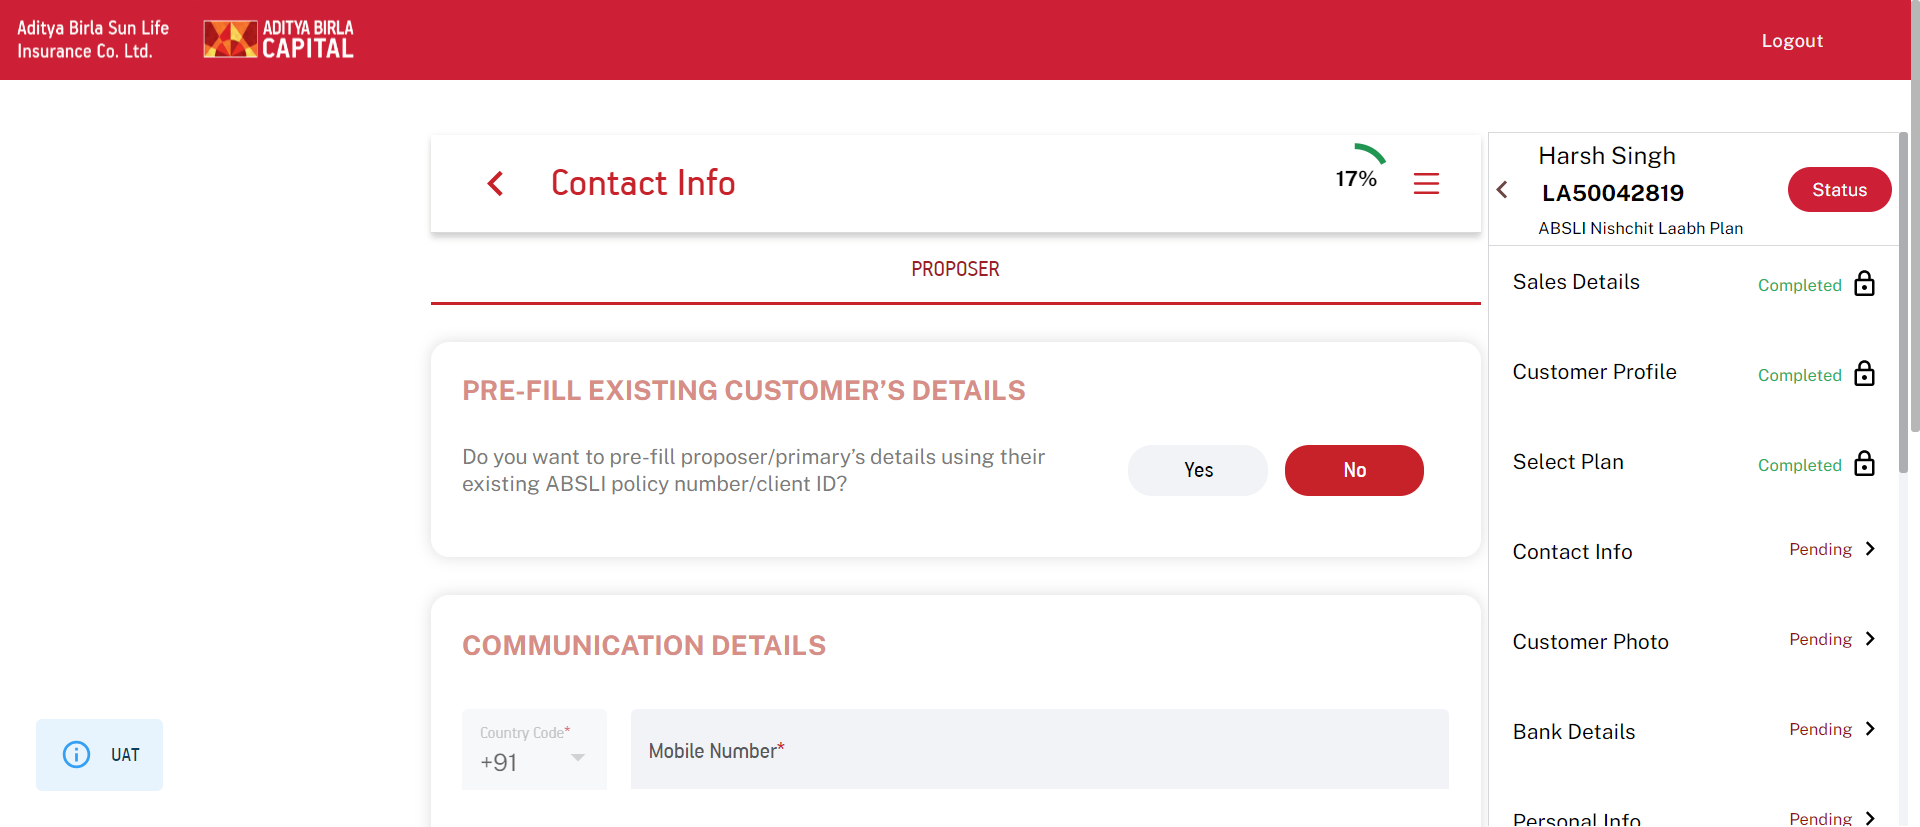 Aditya Birla Sun Life
Insurance Co. Ltd.
ADITYA BIRLA
CAPITAL
Logout
Contact Info
17%
PROPOSER
PRE-FILL EXISTING CUSTOMER’S DETAILS
Do you want to pre-fill proposer/primary’s details using their
existing ABSLI policy number/client ID?
Yes
No
COMMUNICATION DETAILS
Country Code*
+91
Mobile Number*
UAT
Harsh Singh
LA50042819
ABSLI Nishchit Laabh Plan
Status
Sales Details Completed
Customer Profile Completed
Select Plan Completed
Contact Info Pending
Customer Photo Pending
Bank Details Pending
Personal Info Pending